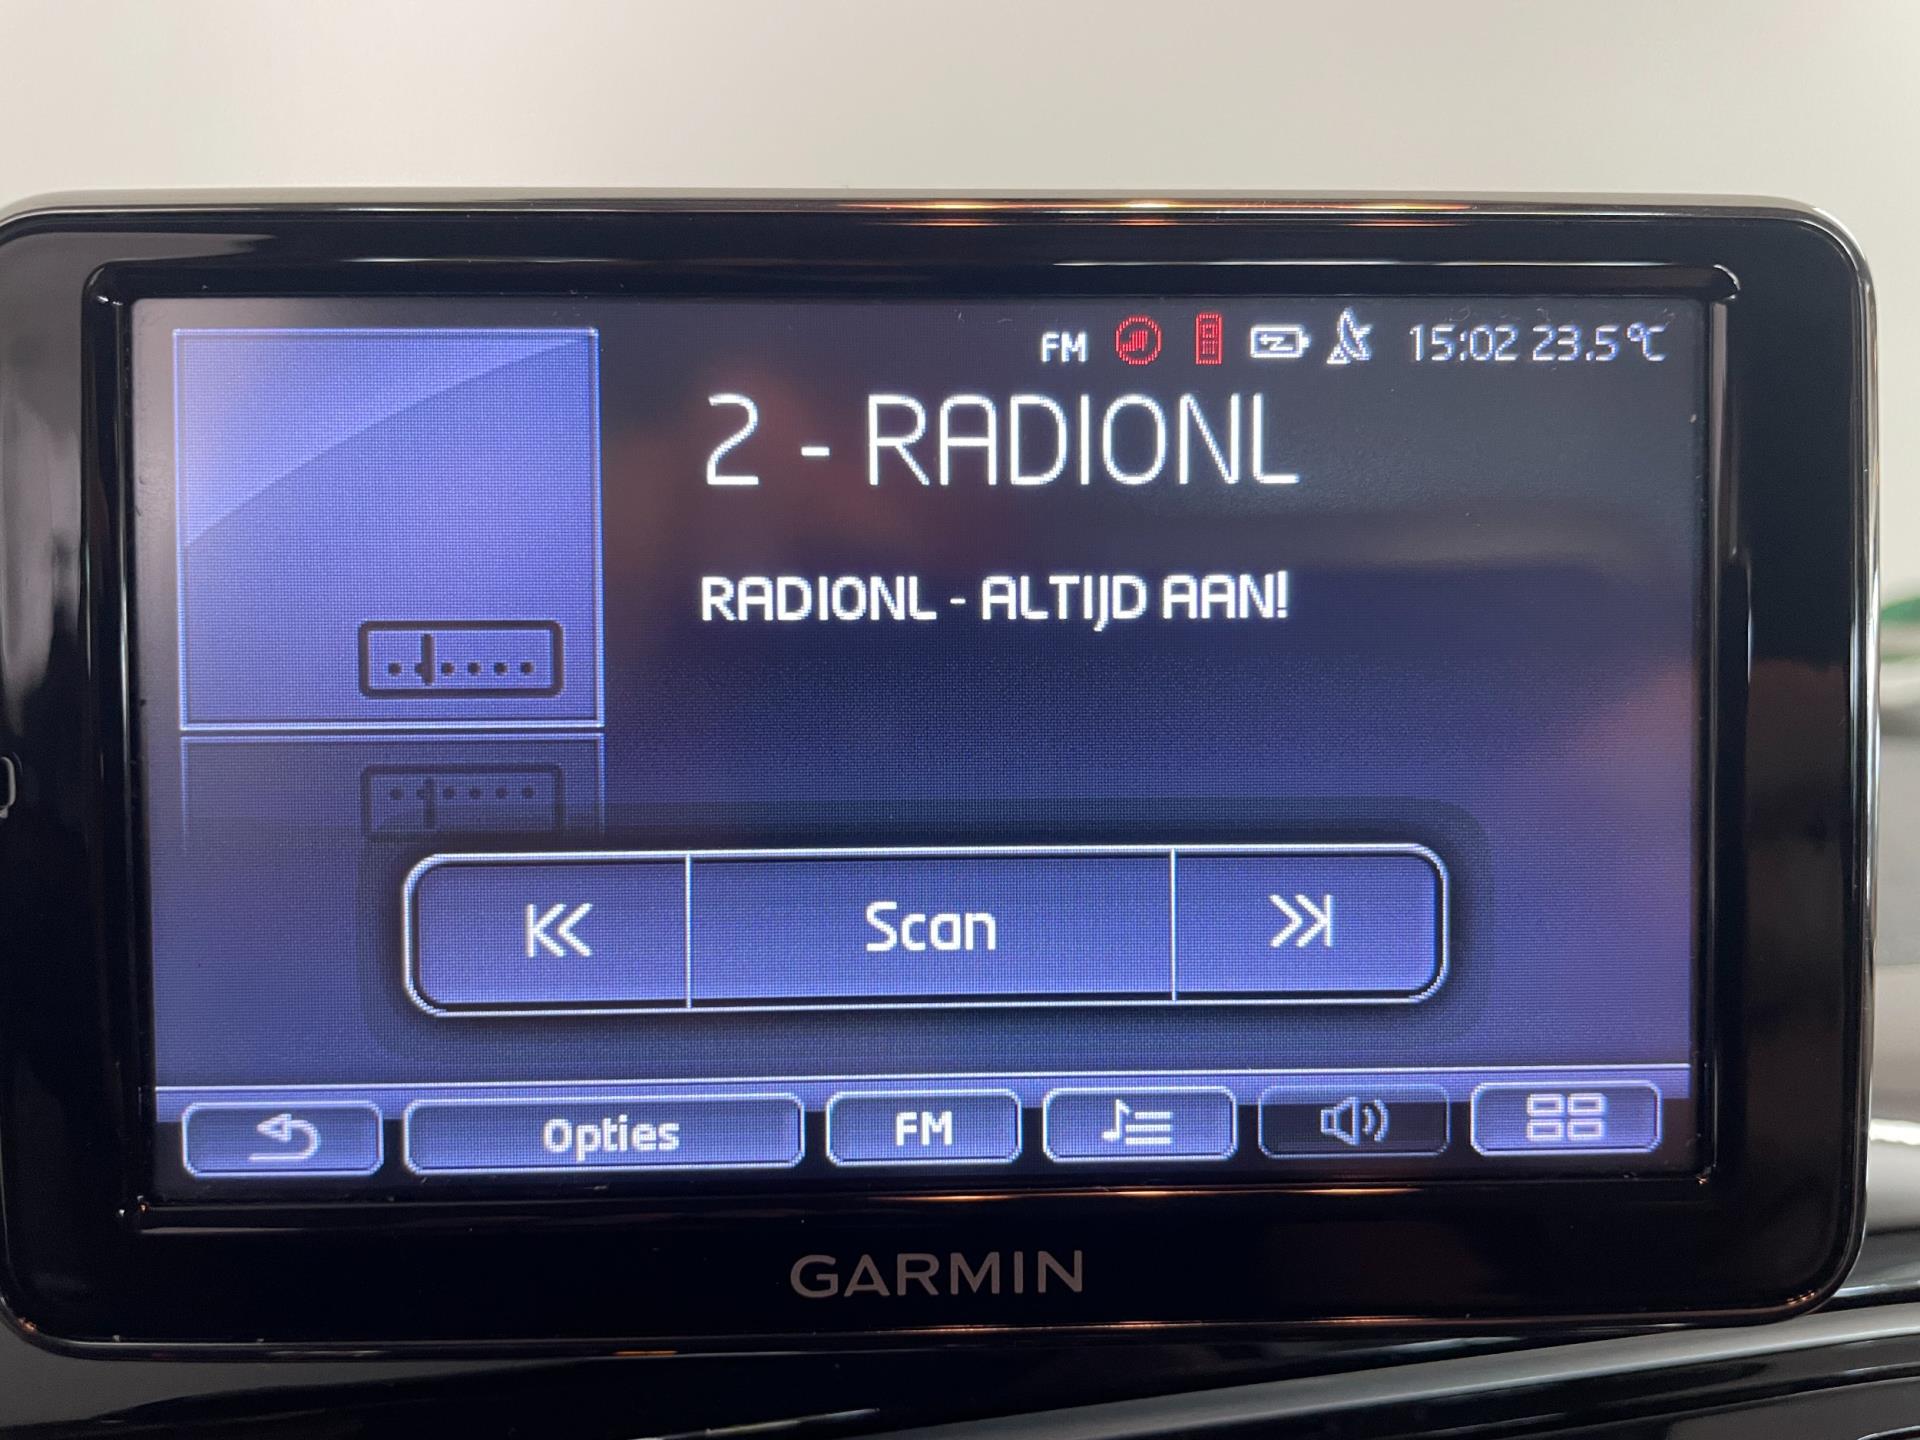 FM 15:02 23.5°C
2 - RADIONL
RADIONL - ALTIJD AAN!
Scan
Opties FM
GARMIN